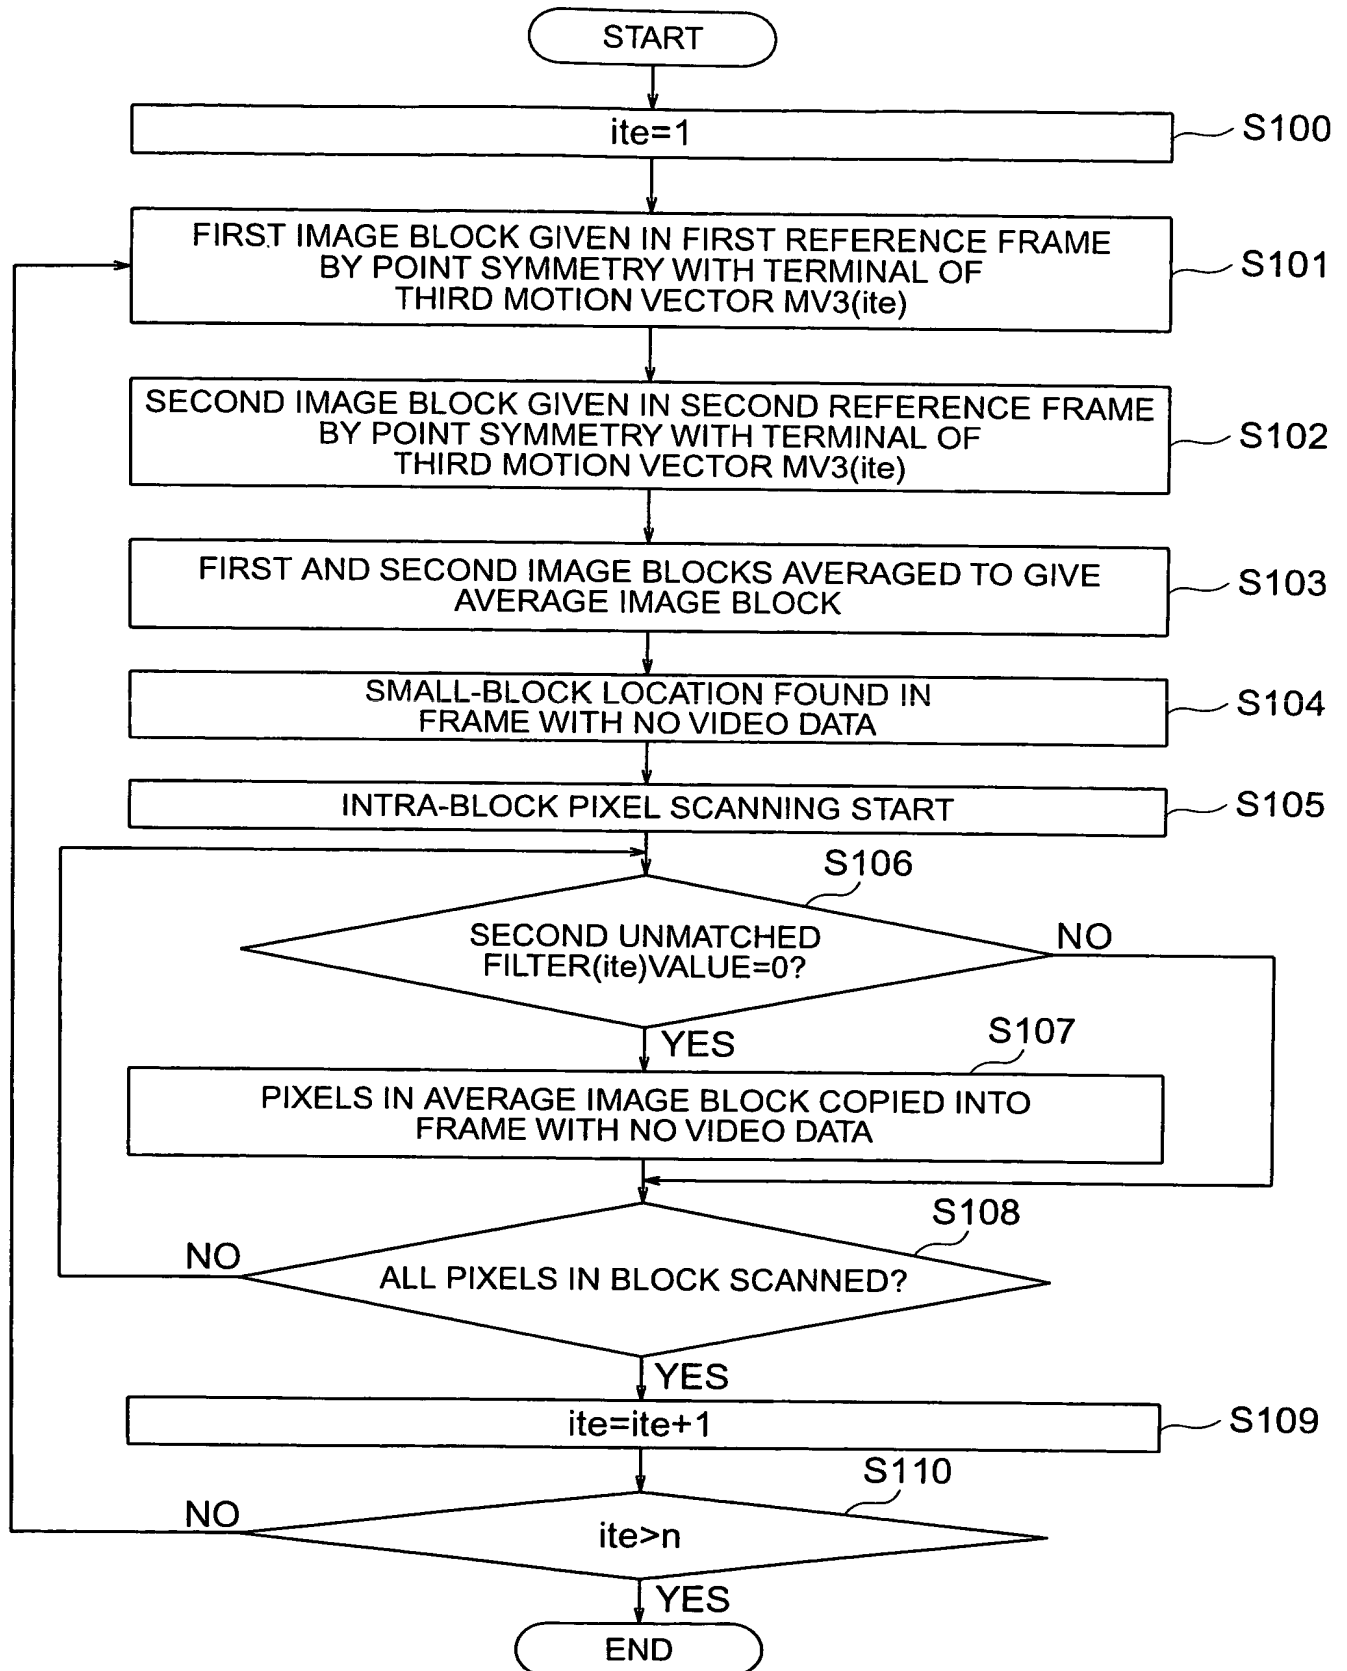 START
ite=1
S100
FIRST IMAGE BLOCK GIVEN IN FIRST REFERENCE FRAME
BY POINT SYMMETRY WITH TERMINAL OF
THIRD MOTION VECTOR MV3(ite)
S101
SECOND IMAGE BLOCK GIVEN IN SECOND REFERENCE FRAME
BY POINT SYMMETRY WITH TERMINAL OF
THIRD MOTION VECTOR MV3(ite)
S102
FIRST AND SECOND IMAGE BLOCKS AVERAGED TO GIVE
AVERAGE IMAGE BLOCK
S103
SMALL-BLOCK LOCATION FOUND IN
FRAME WITH NO VIDEO DATA
S104
INTRA-BLOCK PIXEL SCANNING START
S105
S106
SECOND UNMATCHED
FILTER(ite)VALUE=0?
NO
YES
S107
PIXELS IN AVERAGE IMAGE BLOCK COPIED INTO
FRAME WITH NO VIDEO DATA
S108
NO
ALL PIXELS IN BLOCK SCANNED?
YES
ite=ite+1
S109
S110
NO
ite>n
YES
END